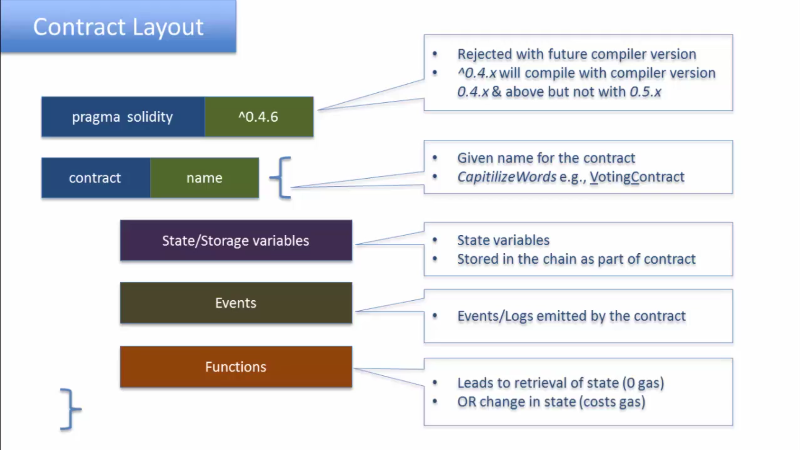 Contract Layout
pragma solidity ^0.4.6
• Rejected with future compiler version
• ^0.4.x will compile with compiler version
0.4.x & above but not with 0.5.x
contract name {
• Given name for the contract
• CapitilizeWords e.g., VotingContract
State/Storage variables
• State variables
• Stored in the chain as part of contract
Events
• Events/Logs emitted by the contract
Functions
• Leads to retrieval of state (0 gas)
• OR change in state (costs gas)
}